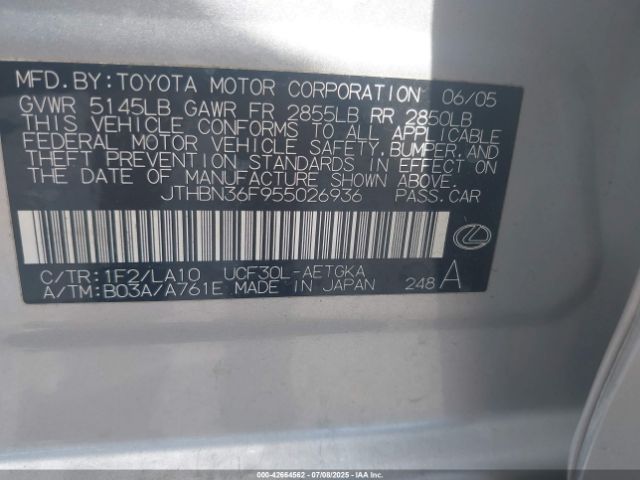 MFD.BY:TOYOTA MOTOR CORPORATION 06/05
GVWR 5145LB GAWR FR 2855LB RR 2850LB
THIS VEHICLE CONFORMS TO ALL APPLICABLE
FEDERAL MOTOR VEHICLE SAFETY,BUMPER,AND
THEFT PREVENTION STANDARDS IN EFFECT ON
THE DATE OF MANUFACTURE SHOWN ABOVE.
JTHBN36F955026936 PASS.CAR
C/TR:1F2/LA10 UCF30L-AETGKA
A/TM:B03A/A761E MADE IN JAPAN 248 A
000-42664562 07/08/2025 IAAI.COM